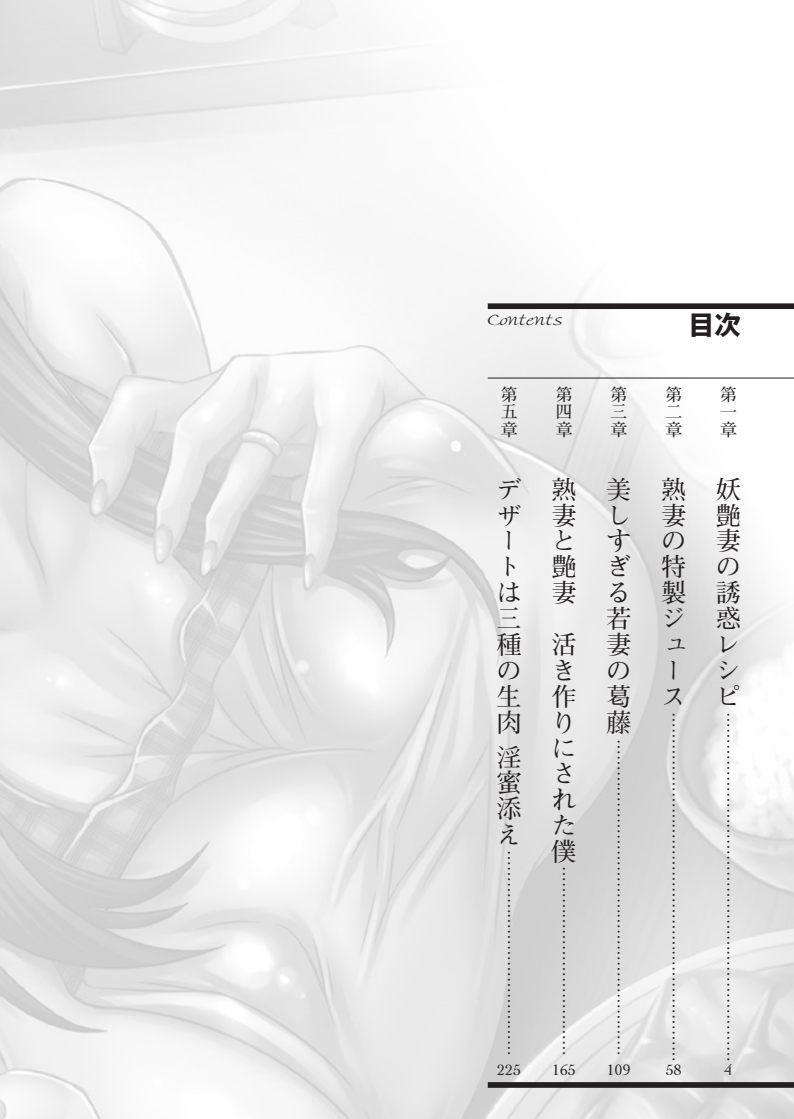 目次
Contents
第一章 妖艶妻の誘惑レシピ 4
第二章 熟妻の特製ジュース 58
第三章 美しすぎる若妻の葛藤 109
第四章 熟妻と艶妻 活き作りにされた僕 165
第五章 デザートは三種の生肉 淫蜜添え 225